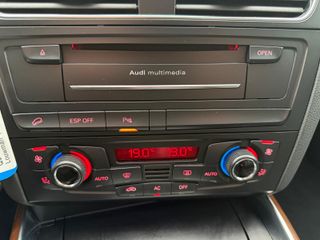 OPEN
Audi multimedia
ESP OFF
19.0° 19.0°
AUTO AUTO
AC OFF